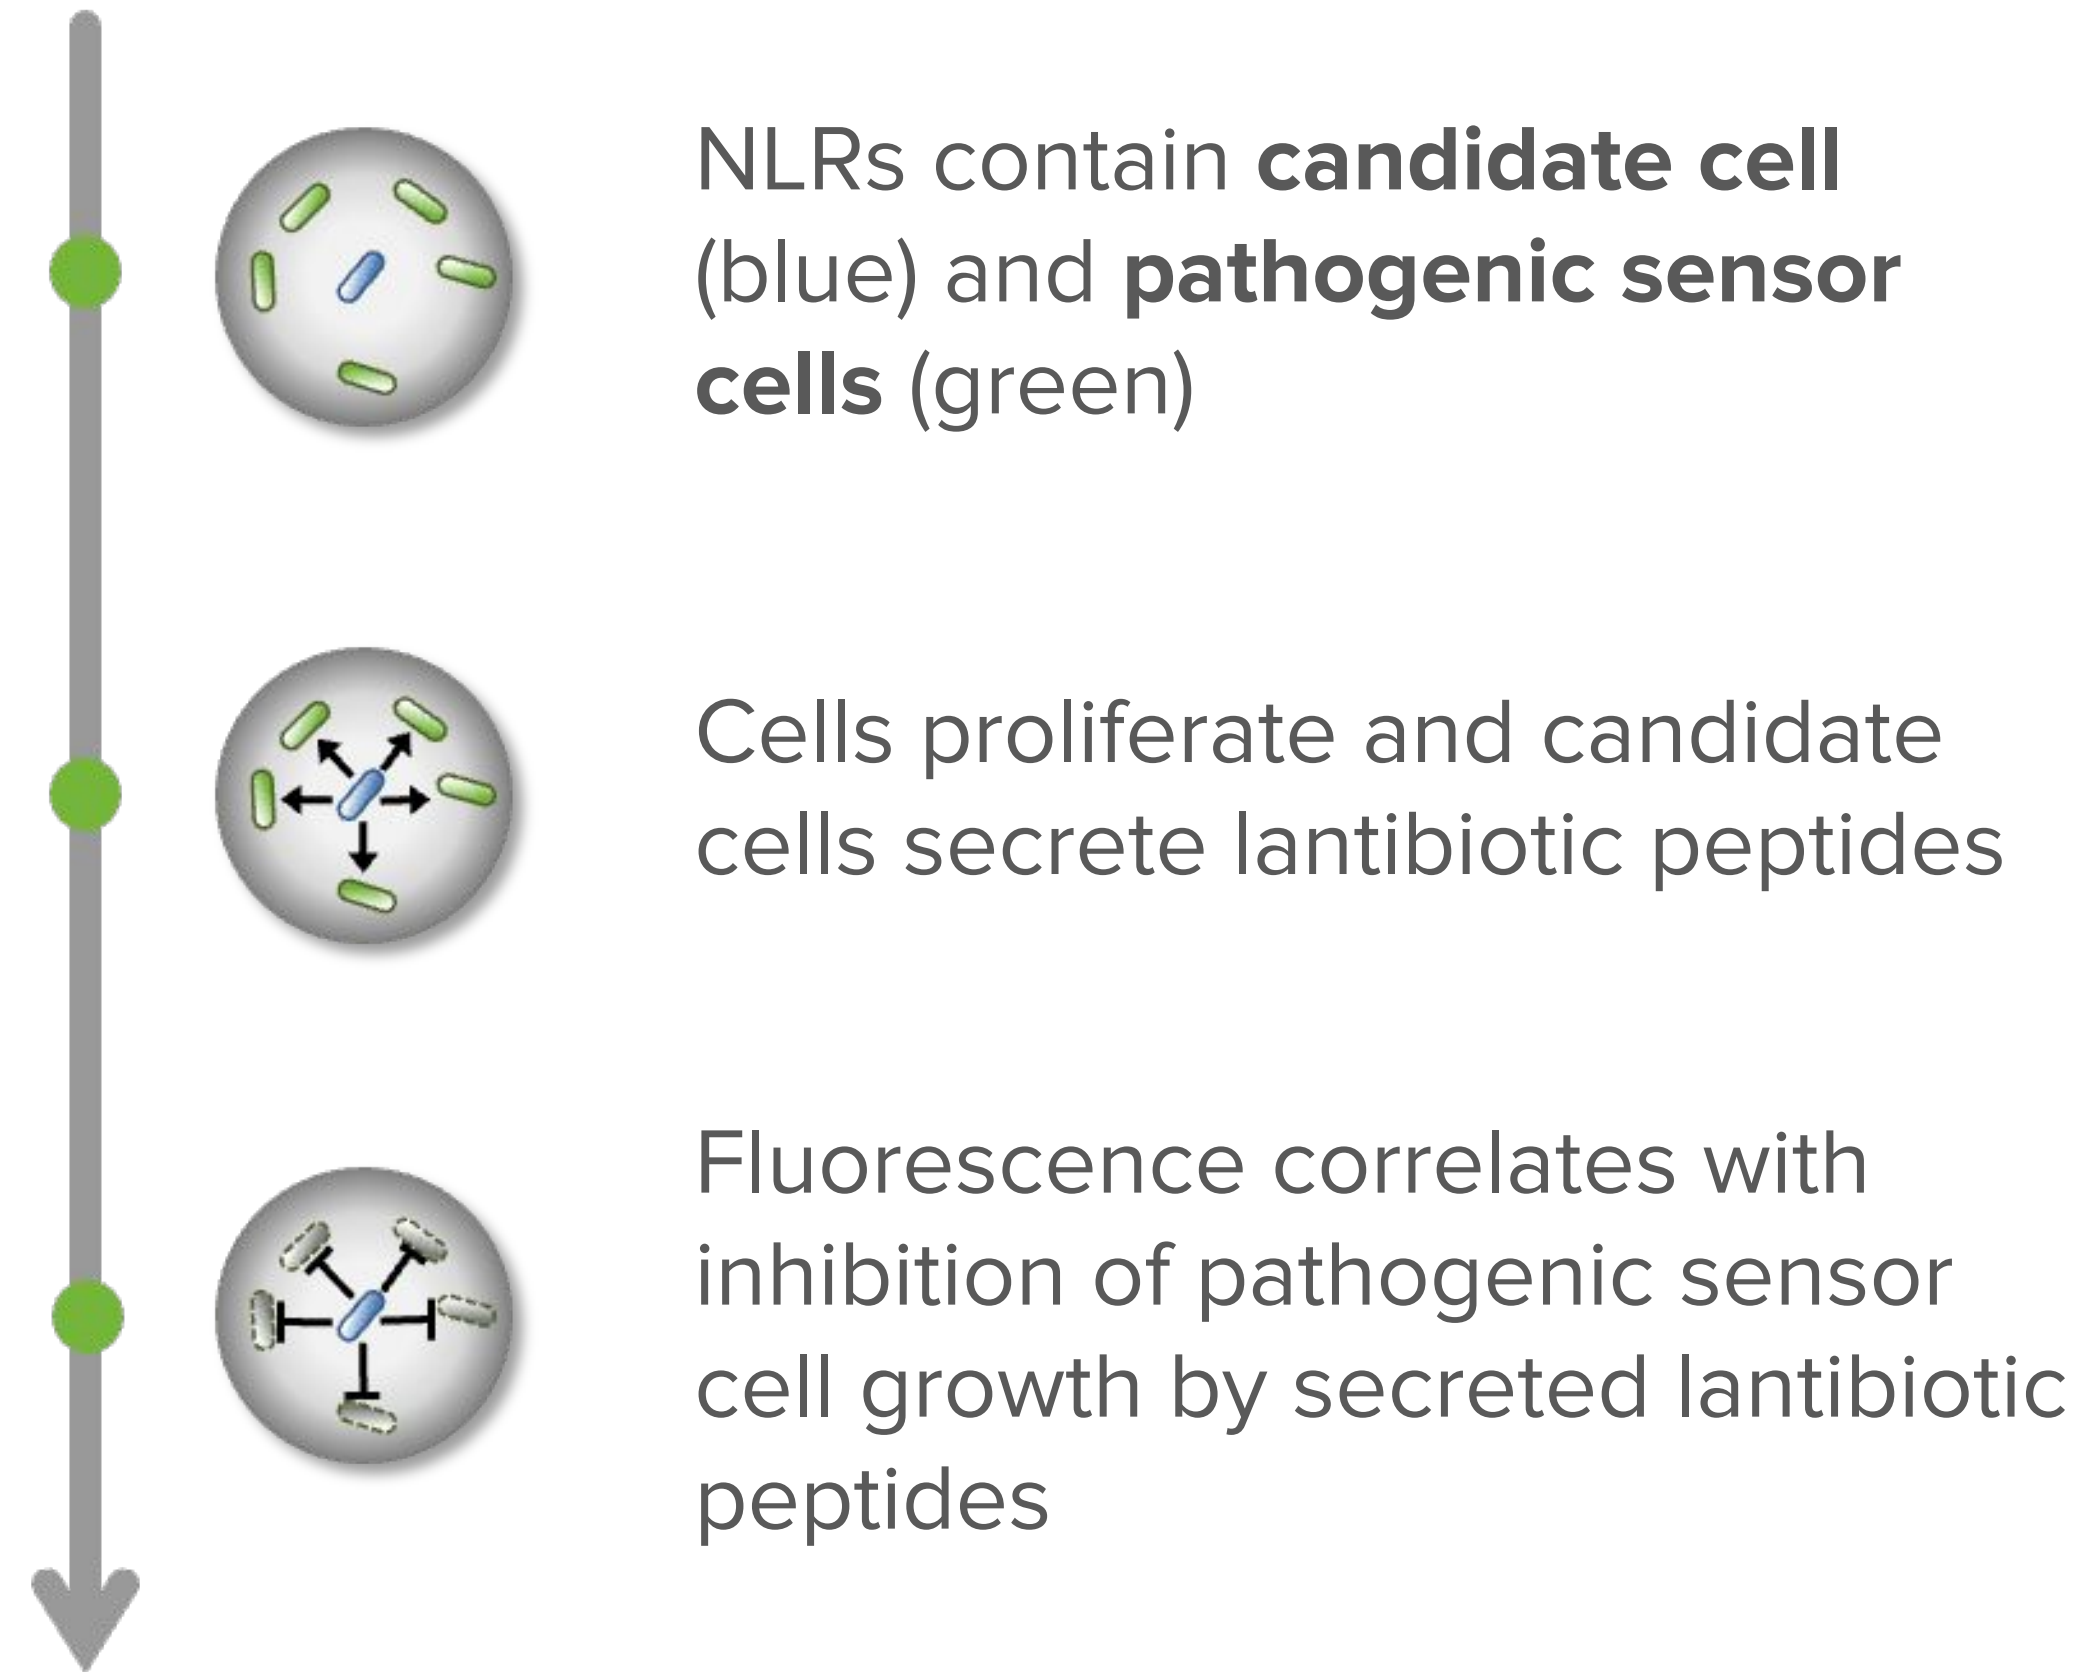 NLRs contain candidate cell
(blue) and pathogenic sensor
cells (green)
Cells proliferate and candidate
cells secrete lantibiotic peptides
Fluorescence correlates with
inhibition of pathogenic sensor
cell growth by secreted lantibiotic
peptides